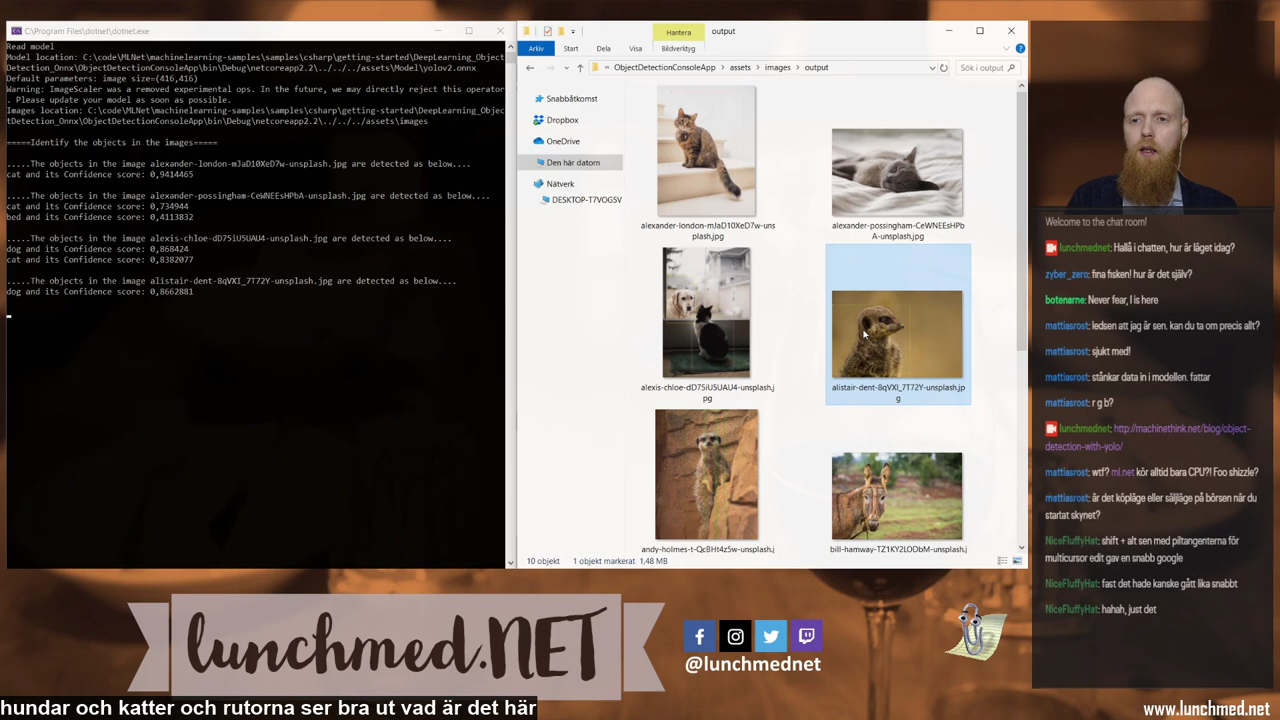 C:\Program Files\dotnet\dotnet.exe
Read model
Model location: C:\code\MLNet\machinelearning-samples\samples\csharp\getting-started\DeepLearning_Object
Detection_Onnx\ObjectDetectionConsoleApp\bin\Debug\netcoreapp2.2\../../../assets\Model\yolov2.onnx
Default parameters: image size=(416,416)
Warning: ImageScaler was a removed experimental ops. In the future, we may directly reject this operator
. Please update your model as soon as possible.
Images location: C:\code\MLNet\machinelearning-samples\samples\csharp\getting-started\DeepLearning_Objec
tDetection_Onnx\ObjectDetectionConsoleApp\bin\Debug\netcoreapp2.2\../../../assets\images
=====Identify the objects in the images=====
.....The objects in the image alexander-london-mJaD10XeD7w-unsplash.jpg are detected as below....
cat and its Confidence score: 0,9414465
.....The objects in the image alexander-possingham-CeWNEEsHPbA-unsplash.jpg are detected as below....
cat and its Confidence score: 0,734944
bed and its Confidence score: 0,4113832
.....The objects in the image alexis-chloe-dD75iU5UAU4-unsplash.jpg are detected as below....
dog and its Confidence score: 0,868424
cat and its Confidence score: 0,8382077
.....The objects in the image alistair-dent-8qVXI_7T72Y-unsplash.jpg are detected as below....
dog and its Confidence score: 0,8662881
Hantera
output
Arkiv
Start
Dela
Visa
Bildverktyg
ObjectDetectionConsoleApp
assets
images
output
Sök i output
Snabbåtkomst
Dropbox
OneDrive
Den här datorn
Nätverk
DESKTOP-T7VOG5V
alexander-london-mJaD10XeD7w-uns
plash.jpg
alexander-possingham-CeWNEEsHPb
A-unsplash.jpg
alexis-chloe-dD75iU5UAU4-unsplash.j
pg
alistair-dent-8qVXI_7T72Y-unsplash.jp
g
andy-holmes-t-QcBHt4z5w-unsplash.j
bill-hamway-TZ1KY2LODbM-unsplash.j
10 objekt
1 objekt markerat
1,48 MB
Welcome to the chat room!
lunchmednet: Hallå i chatten, hur är läget idag?
zyber_zero: fina fisken! hur är det själv?
botenarne: Never fear, I is here
mattiasrost: ledsen att jag är sen. kan du ta om precis allt?
mattiasrost: sjukt med!
mattiasrost: stånkar data in i modellen. fattar
mattiasrost: r g b?
lunchmednet: http://machinethink.net/blog/object-
detection-with-yolo/
mattiasrost: wtf? ml.net kör alltid bara CPU?! Foo shizzle?
mattiasrost: är det köpläge eller säljläge på börsen när du
startat skynet?
NiceFluffyHat: shift + alt sen med piltangenterna för
multicursor edit gav en snabb google
NiceFluffyHat: fast det hade kanske gått lika snabbt
NiceFluffyHat: hahah, just det
lunchmed.NET
@lunchmednet
hundar och katter och rutorna ser bra ut vad är det här
www.lunchmed.net